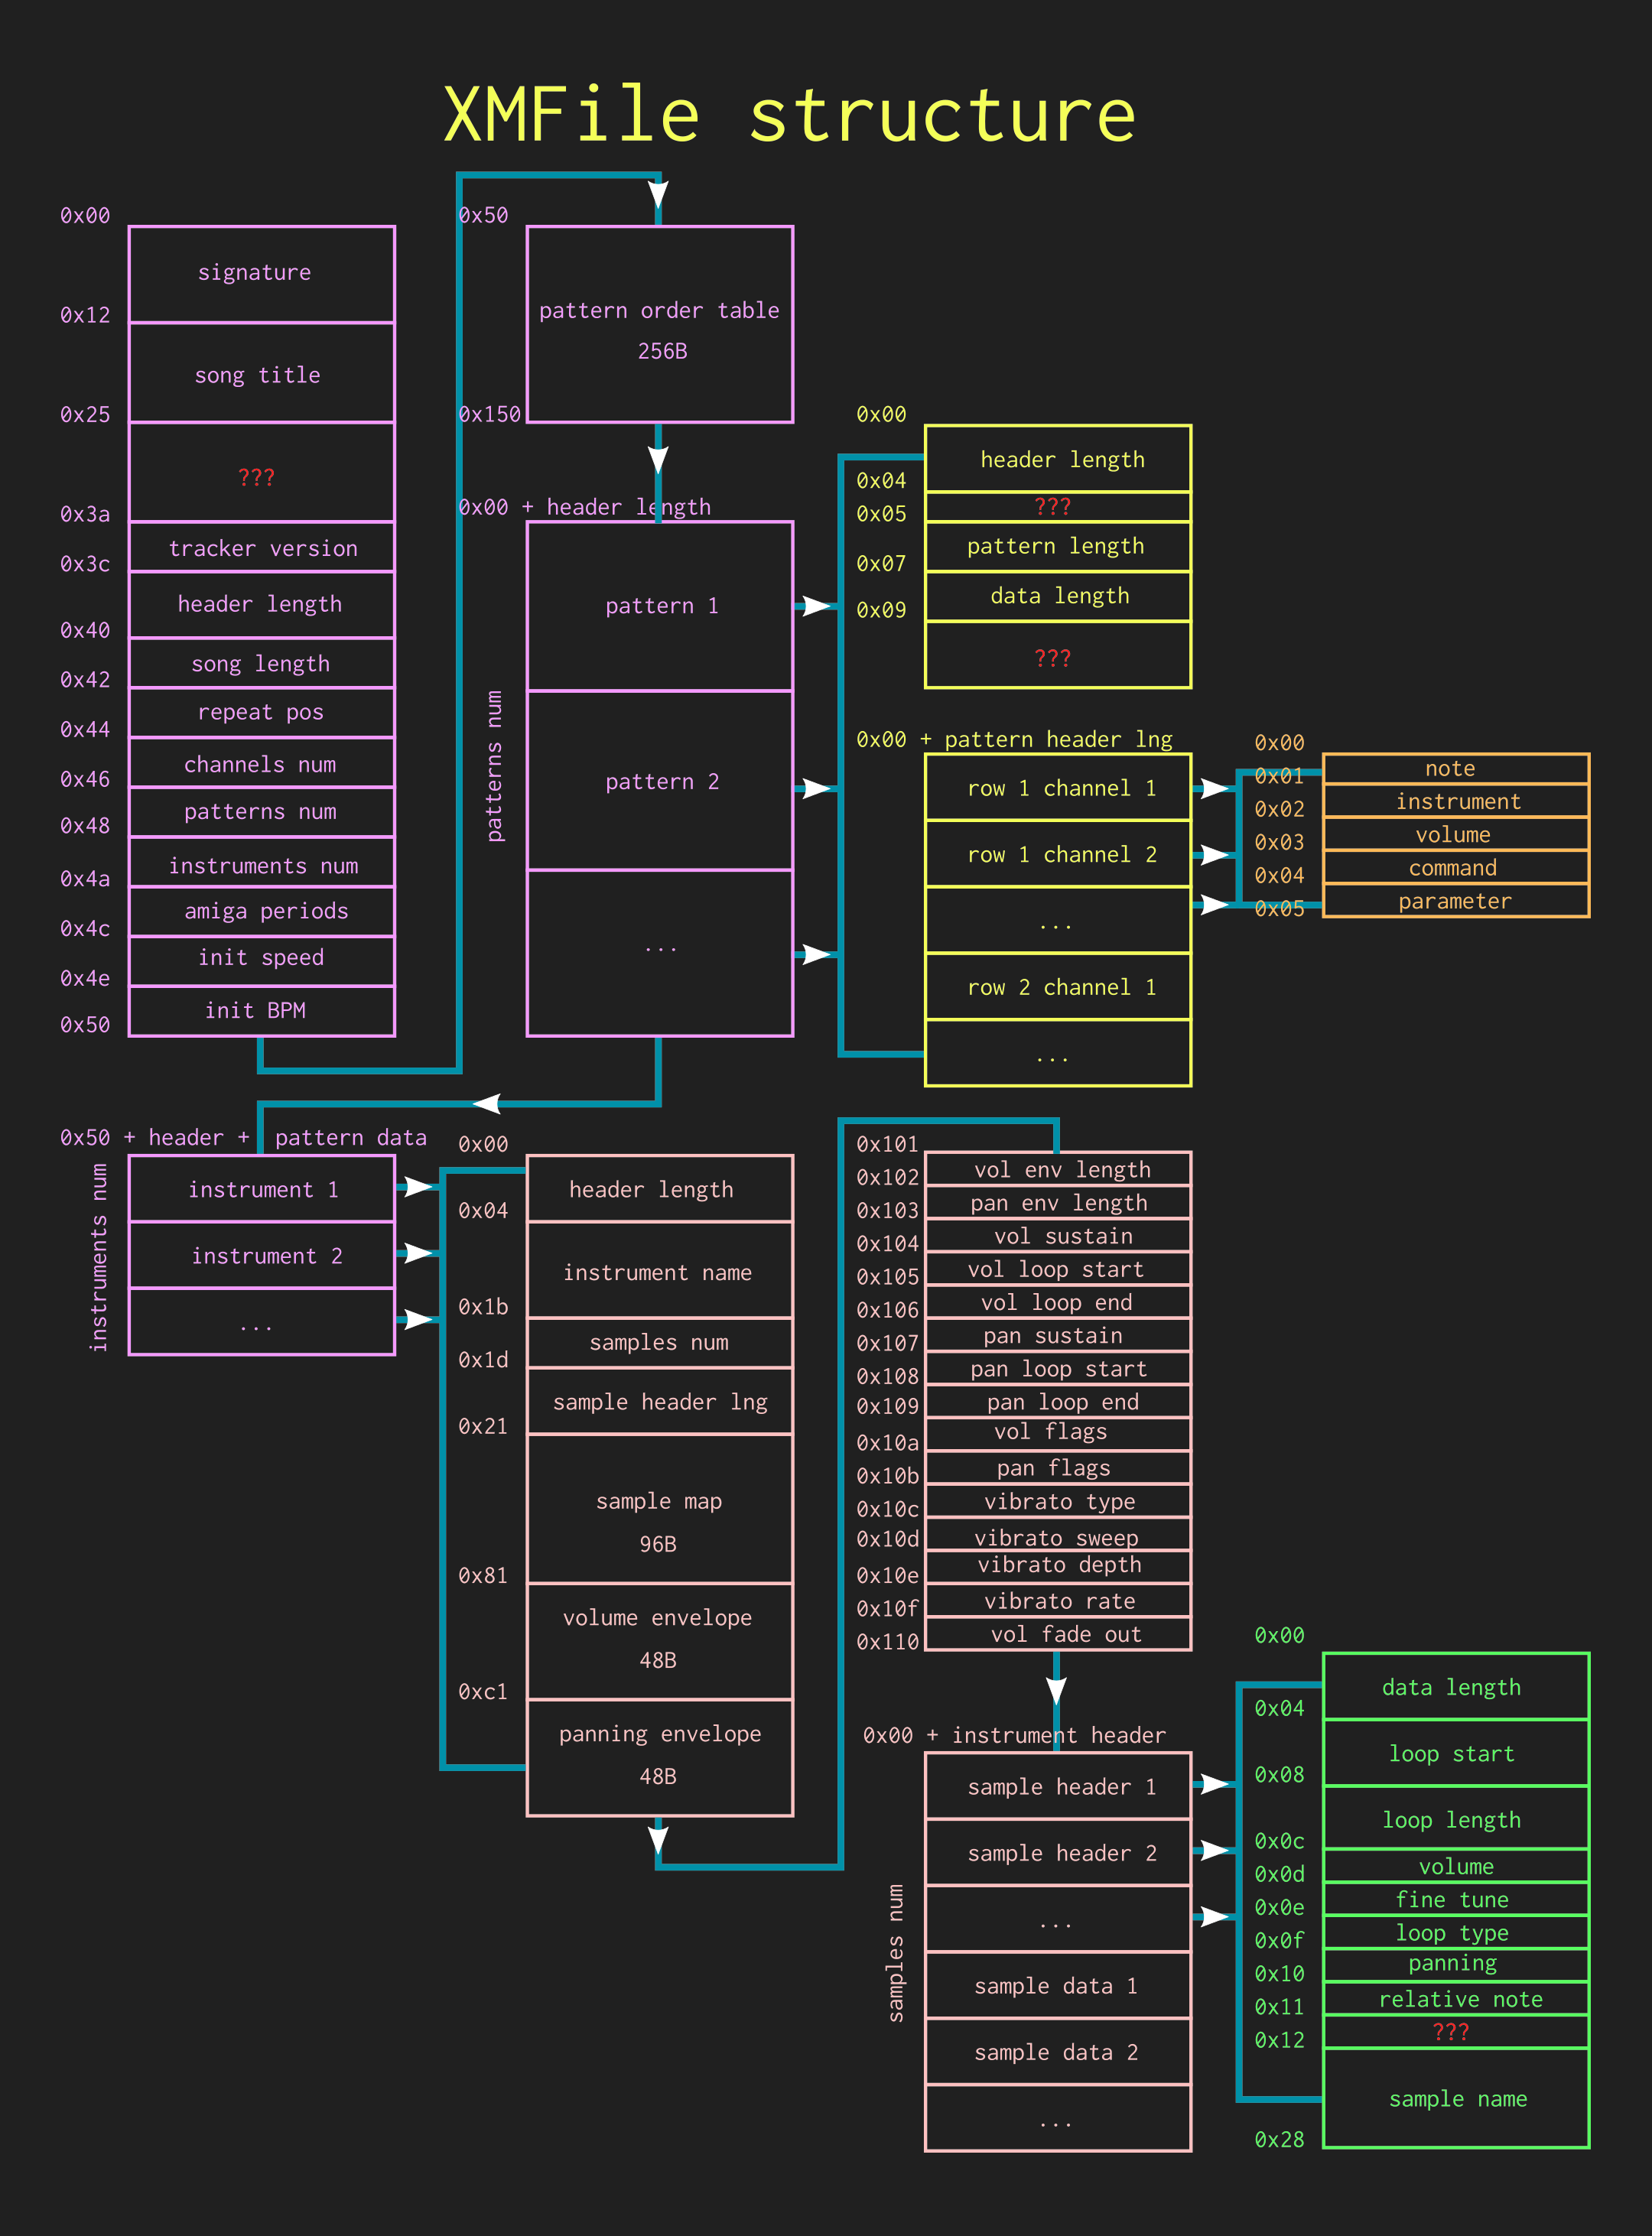 XMFile structure
0x00
signature
0x12
song title
0x25
???
0x3a
tracker version
0x3c
header length
0x40
song length
0x42
repeat pos
0x44
channels num
0x46
patterns num
0x48
instruments num
0x4a
amiga periods
0x4c
init speed
0x4e
init BPM
0x50
0x50
pattern order table
256B
0x150
0x00 + header length
patterns num
pattern 1
pattern 2
...
0x00
header length
0x04
???
0x05
pattern length
0x07
data length
0x09
???
0x00 + pattern header lng
row 1 channel 1
row 1 channel 2
...
row 2 channel 1
...
0x00
note
0x01
instrument
0x02
volume
0x03
command
0x04
parameter
0x05
0x50 + header + pattern data
instruments num
instrument 1
instrument 2
...
0x00
header length
0x04
instrument name
0x1b
samples num
0x1d
sample header lng
0x21
sample map
96B
0x81
volume envelope
48B
0xc1
panning envelope
48B
0x101
vol env length
0x102
pan env length
0x103
vol sustain
0x104
vol loop start
0x105
vol loop end
0x106
pan sustain
0x107
pan loop start
0x108
pan loop end
0x109
vol flags
0x10a
pan flags
0x10b
vibrato type
0x10c
vibrato sweep
0x10d
vibrato depth
0x10e
vibrato rate
0x10f
vol fade out
0x110
0x00 + instrument header
samples num
sample header 1
sample header 2
...
sample data 1
sample data 2
...
0x00
data length
0x04
loop start
0x08
loop length
0x0c
volume
0x0d
fine tune
0x0e
loop type
0x0f
panning
0x10
relative note
0x11
???
0x12
sample name
0x28